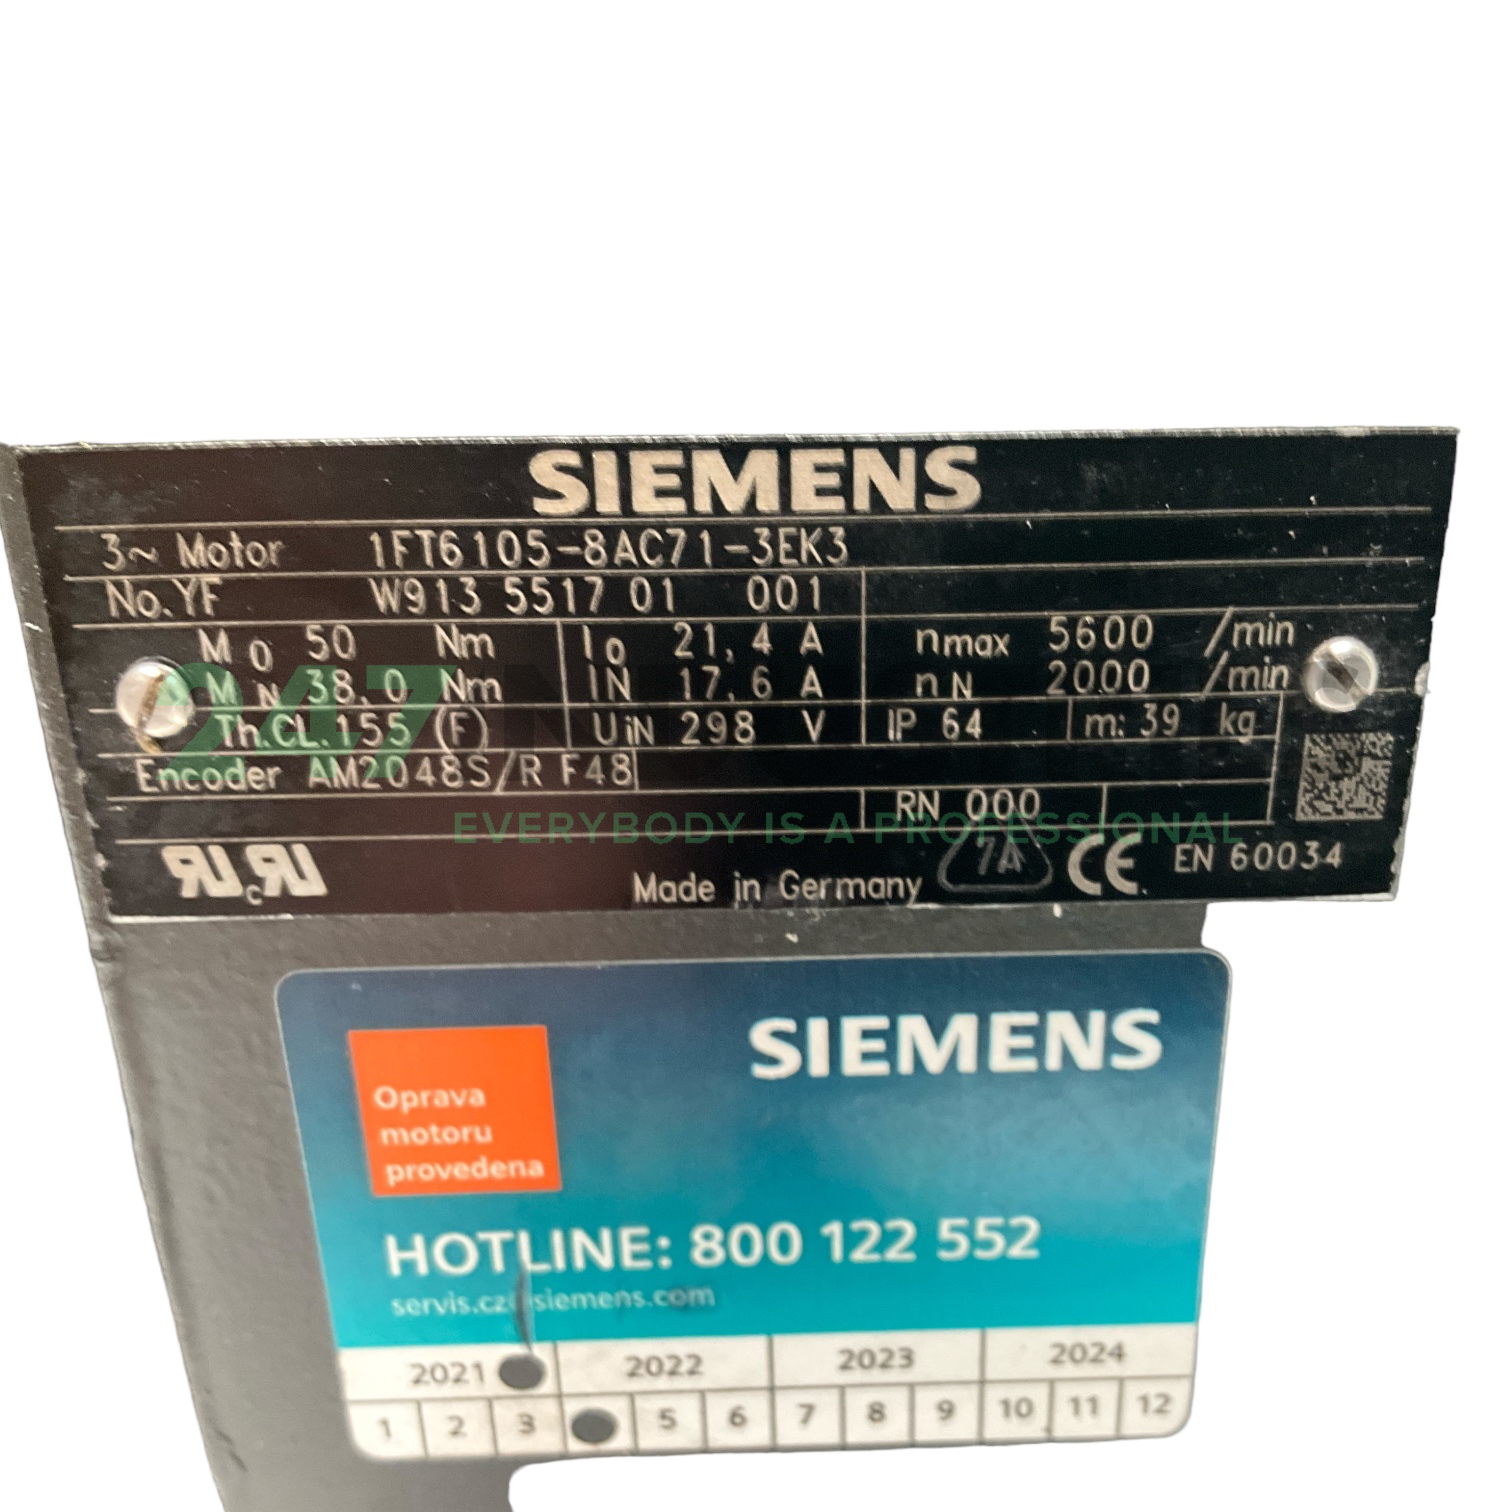 SIEMENS
3~ Motor 1FT6105-8AC71-3EK3
No. YF W913 5517 01 001
M0 50 Nm I0 21,4 A nmax 5600 /min
MN 38,0 Nm IN 17,6 A nN 2000 /min
Th.CL.155 (F) UiN 298 V IP 64 m: 39 kg
Encoder AM2048S/R F48
RN 000
EVERYBODY IS A PROFESSIONAL
Made in Germany 7A CE EN 60034
SIEMENS
Oprava
motoru
provedena
HOTLINE: 800 122 552
siemens.com
2021 2022 2023 2024
1 2 3 5 6 7 8 9 10 11 12